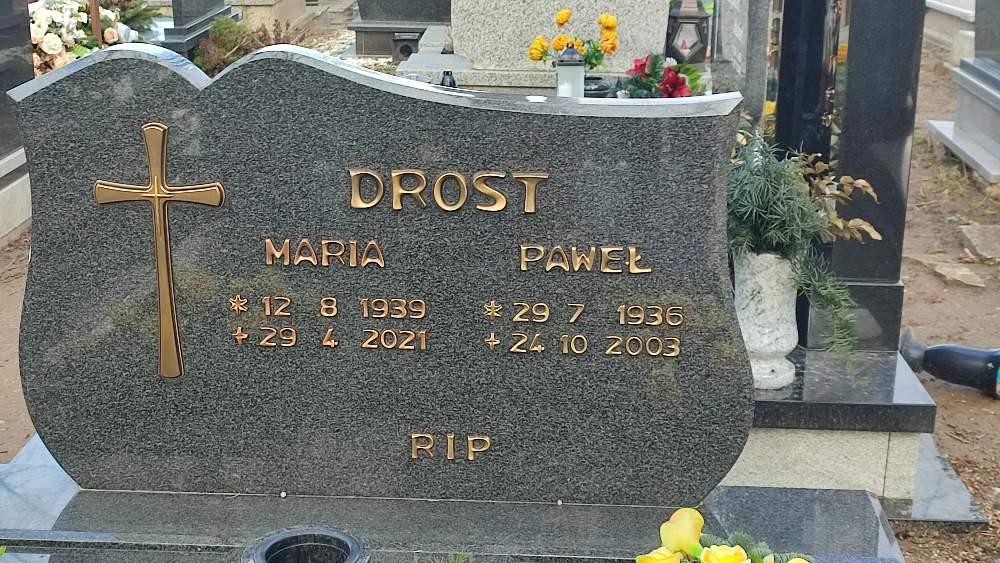 DROST
MARIA PAWEŁ
* 12 8 1939 * 29 7 1936
+ 29 4 2021 + 24 10 2003
RIP